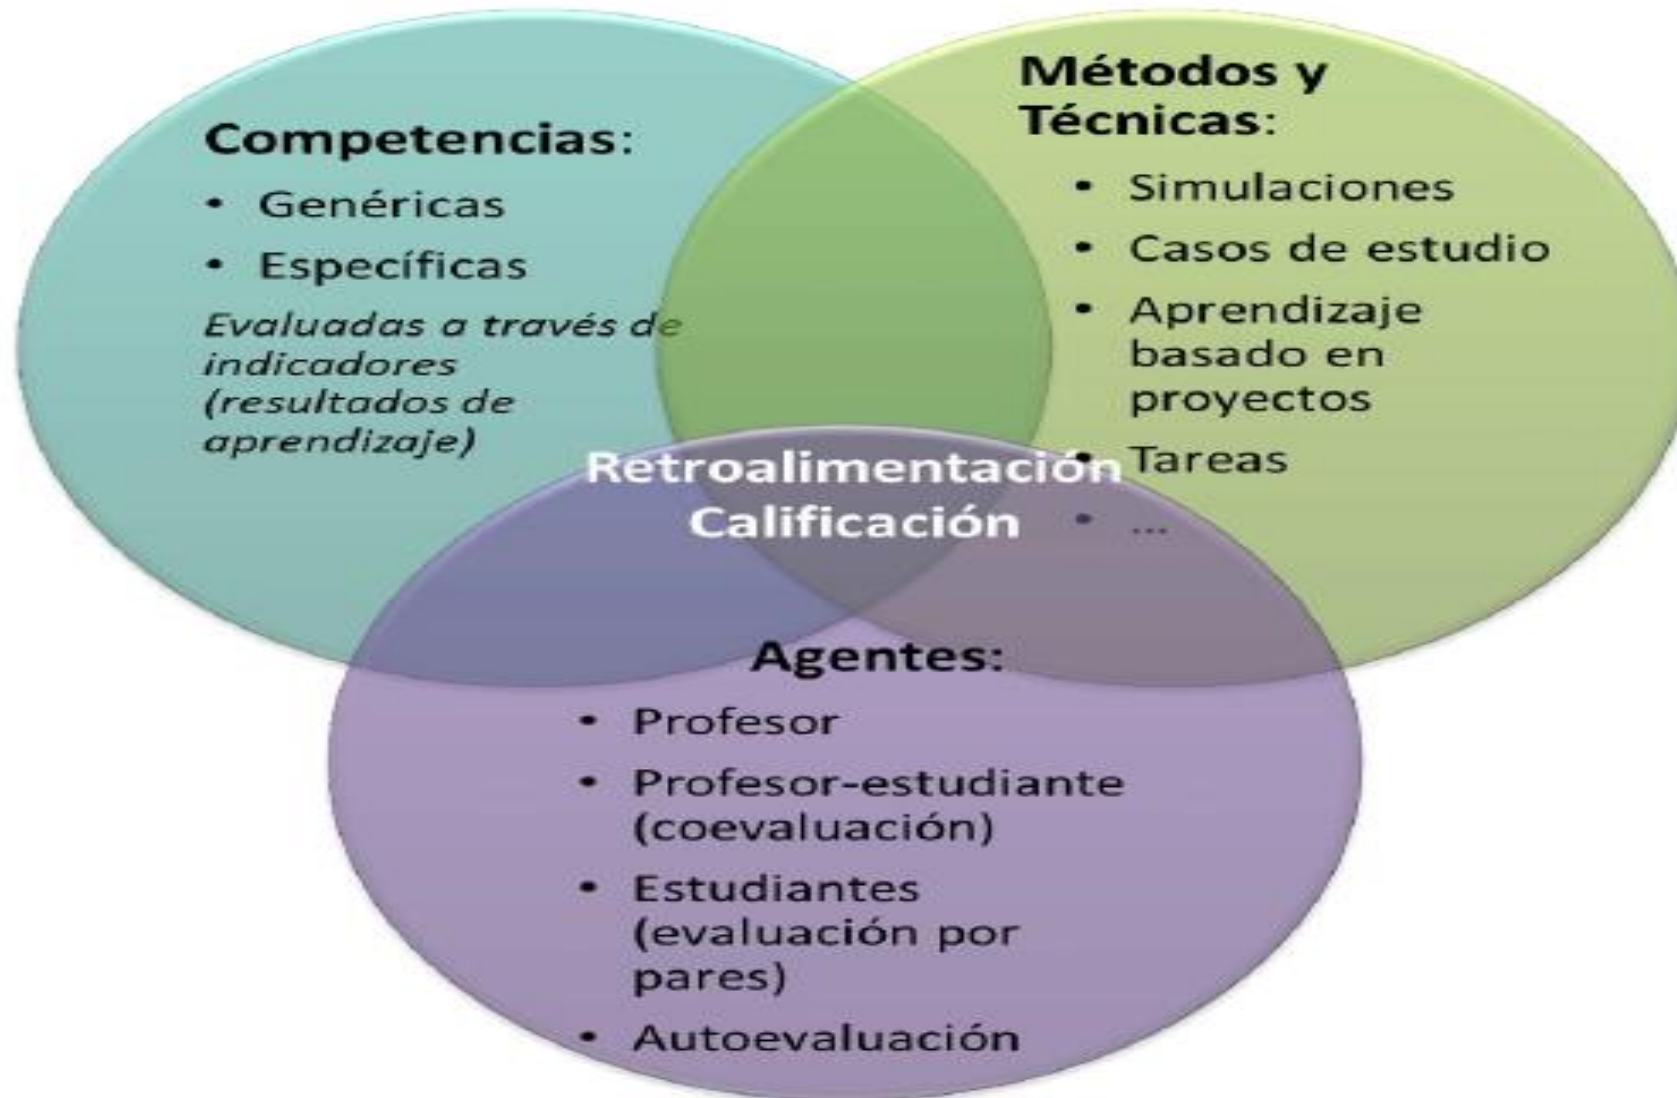 Competencias:
• Genéricas
• Específicas
Evaluadas a través de
indicadores
(resultados de
aprendizaje)
Métodos y
Técnicas:
• Simulaciones
• Casos de estudio
• Aprendizaje
basado en
proyectos
• Tareas
• ...
Retroalimentación
Calificación
Agentes:
• Profesor
• Profesor-estudiante
(coevaluación)
• Estudiantes
(evaluación por
pares)
• Autoevaluación